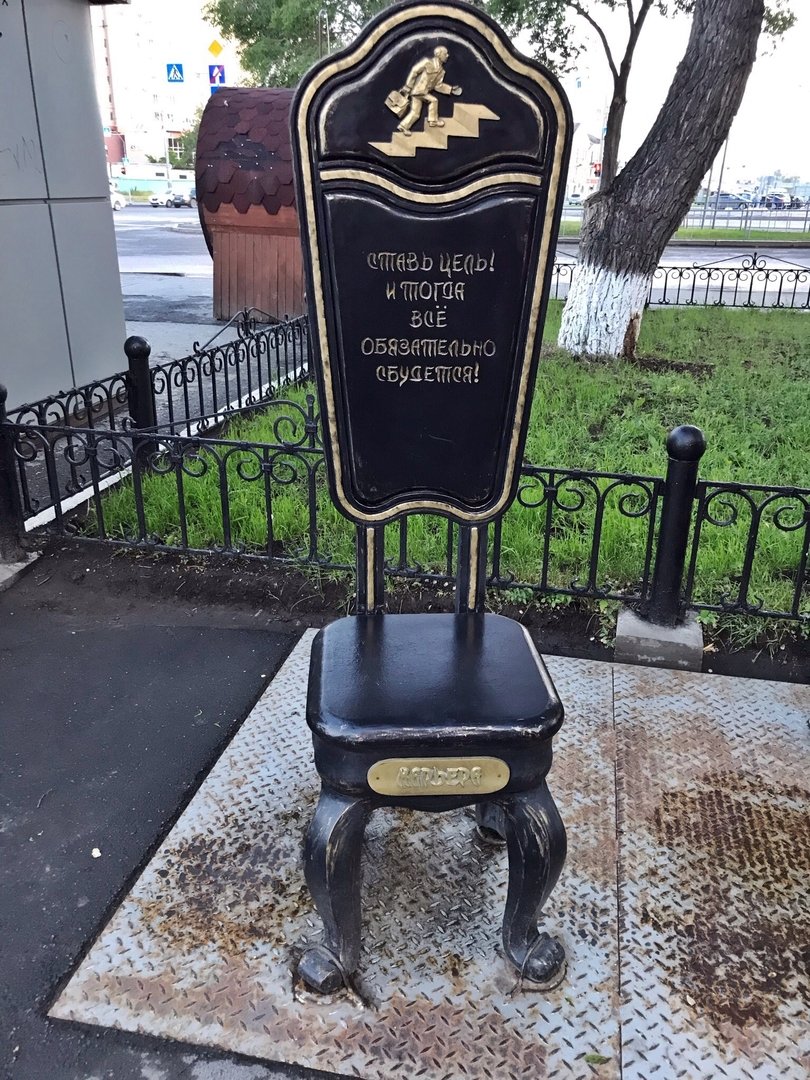 СТАВЬ ЦЕЛЬ!
И ТОГДА
ВСЁ
ОБЯЗАТЕЛЬНО
СБУДЕТСЯ!
КАРЬЕРА